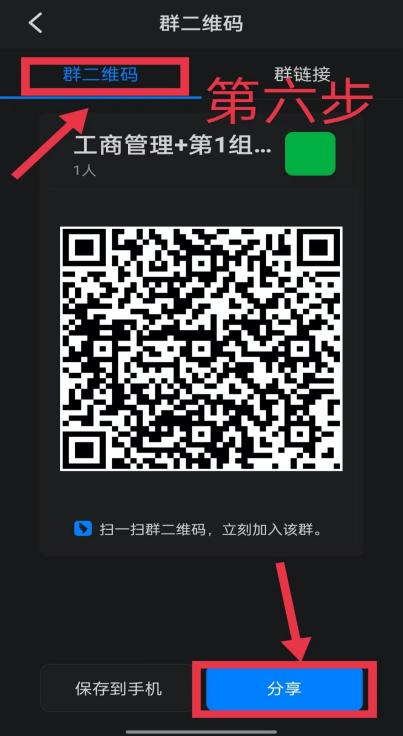 群二维码
群二维码
群链接
第六步
工商管理+第1组...
1人
扫一扫群二维码，立刻加入该群。
保存到手机
分享